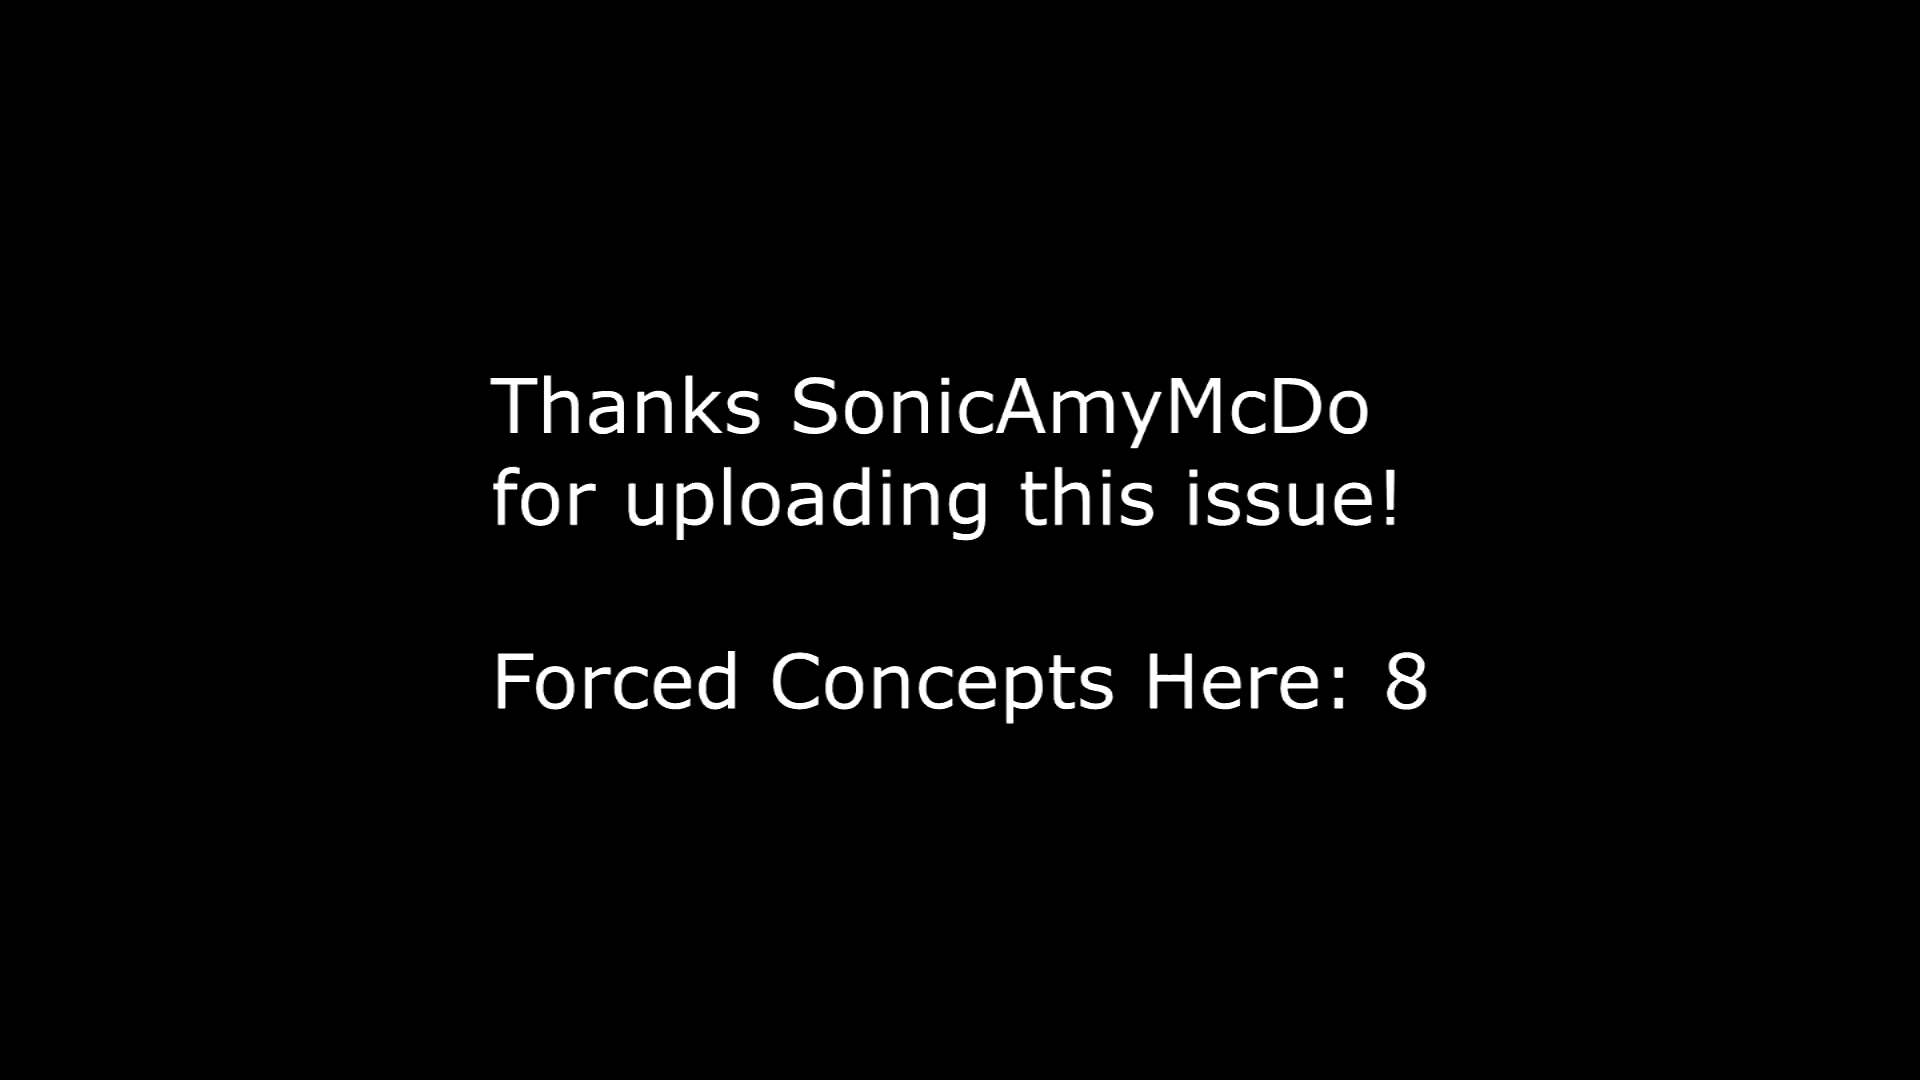 Thanks SonicAmyMcDo
for uploading this issue!
Forced Concepts Here: 8